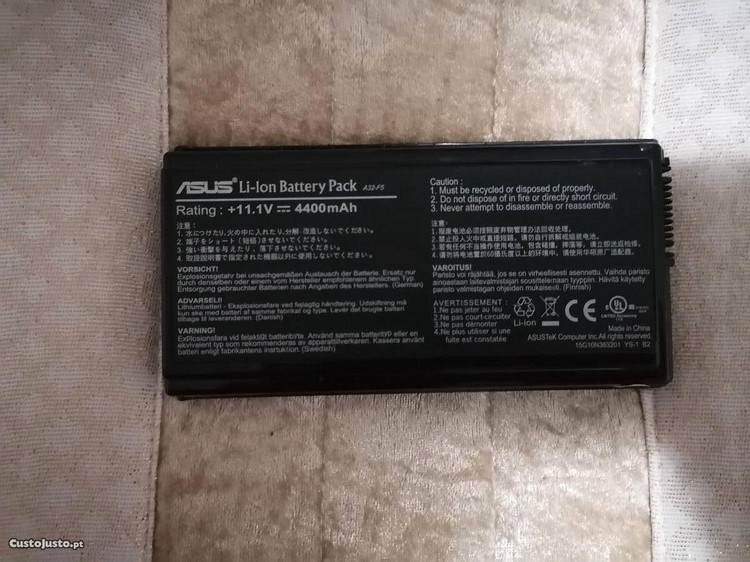 ASUS Li-Ion Battery Pack A32-F5
Rating : +11.1V 4400mAh
注意:
1. 水につけたり,火の中に入れたり,分解 改造しないでください。
2. 端子をショート (短絡) させないでください。
3. 強い衝撃を与えたり, 落下させないでください。
4. 取扱説明書に指定された機器以外に使用しないでください。
VORSICHT!
Explosionsgefahr bei unsachgemäßen Austausch der Batterie. Ersatz nur
durch denselben oder einem vom Hersteller empfohlenem ähnlichen Typ.
Entsorgung gebrauchter Batterien nach Angaben des Herstellers. (German)
ADVARSEL!
Lithiumbatteri - Eksplosionsfare ved fejlagtig håndtering. Udskiftning må
kun ske med batteri af samme fabrikat og type. Lever det brugte batteri
tilbage til leverandøren. (Danish)
VARNING!
Explosionsfara vid felaktigt batteribyte. Använd samma batterityp eller en
ekvivalent typ som rekommenderas av apparattillverkaren. Kassera använt
batteri enligt fabrikantens instruktion. (Swedish)
Caution :
1. Must be recycled or disposed of properly.
2. Do not dispose of in fire or directly short circuit.
3. Never attempt to disassemble or reassemble.
注意:
VAROITUS!
Paristo voi räjähtää, jos on on virheellisesti asennettu. Vaihda paristo
ainoastaan laitevalmistajan sousittelemaan tyyppiin. Hävitä käytetty
paristo valmistajan ohjeiden mukaisesti. (Finnish)
AVERTISSEMENT :
1.Ne pas jeter au feu
2.Ne pas court-circuiter
3.Ne pas démonter
4.Ne plus utiliser si une
Li-ion
CE
UL
Made in China
ASUSTeK Computer Inc.All rights reserved.
15G10N363201 YS-1 B2
CustoJusto.pt